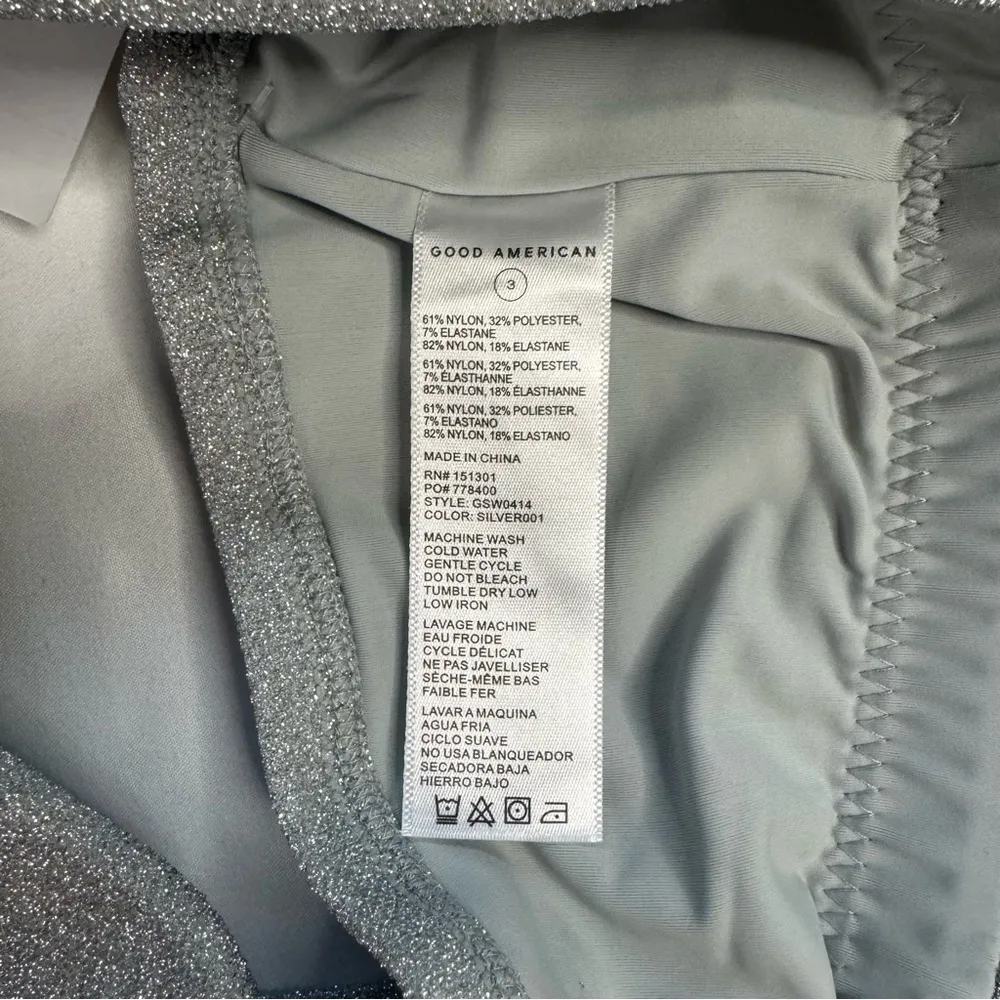 GOOD AMERICAN
3
61% NYLON, 32% POLYESTER,
7% ELASTANE
82% NYLON, 18% ELASTANE
61% NYLON, 32% POLYESTER,
7% ÉLASTHANNE
82% NYLON, 18% ÉLASTHANNE
61% NYLON, 32% POLIESTER,
7% ELASTANO
82% NYLON, 18% ELASTANO
MADE IN CHINA
RN# 151301
PO# 778400
STYLE: GSW0414
COLOR: SILVER001
MACHINE WASH
COLD WATER
GENTLE CYCLE
DO NOT BLEACH
TUMBLE DRY LOW
LOW IRON
LAVAGE MACHINE
EAU FROIDE
CYCLE DÉLICAT
NE PAS JAVELLISER
SÈCHE-MÊME BAS
FAIBLE FER
LAVAR A MAQUINA
AGUA FRIA
CICLO SUAVE
NO USA BLANQUEADOR
SECADORA BAJA
HIERRO BAJO